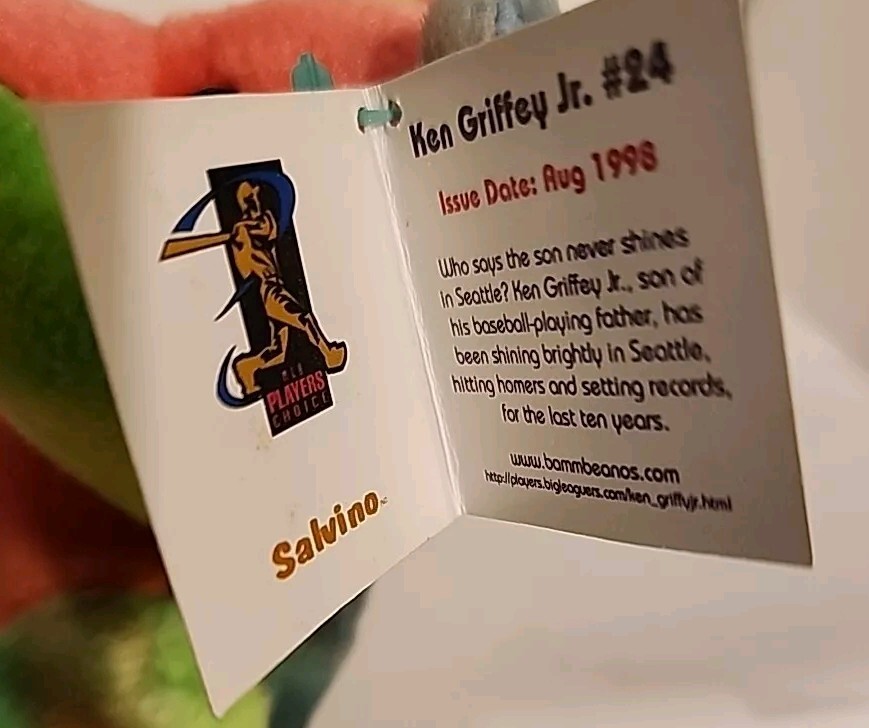 MLB
PLAYERS
CHOICE
Salvino
Ken Griffey Jr. #24
Issue Date: Aug 1998
Who says the son never shines
in Seattle? Ken Griffey Jr., son of
his baseball-playing father, has
been shining brightly in Seattle,
hitting homers and setting records,
for the last ten years.
www.bammbeanos.com
http://players.bigleaguers.com/ken_griffyjr.html